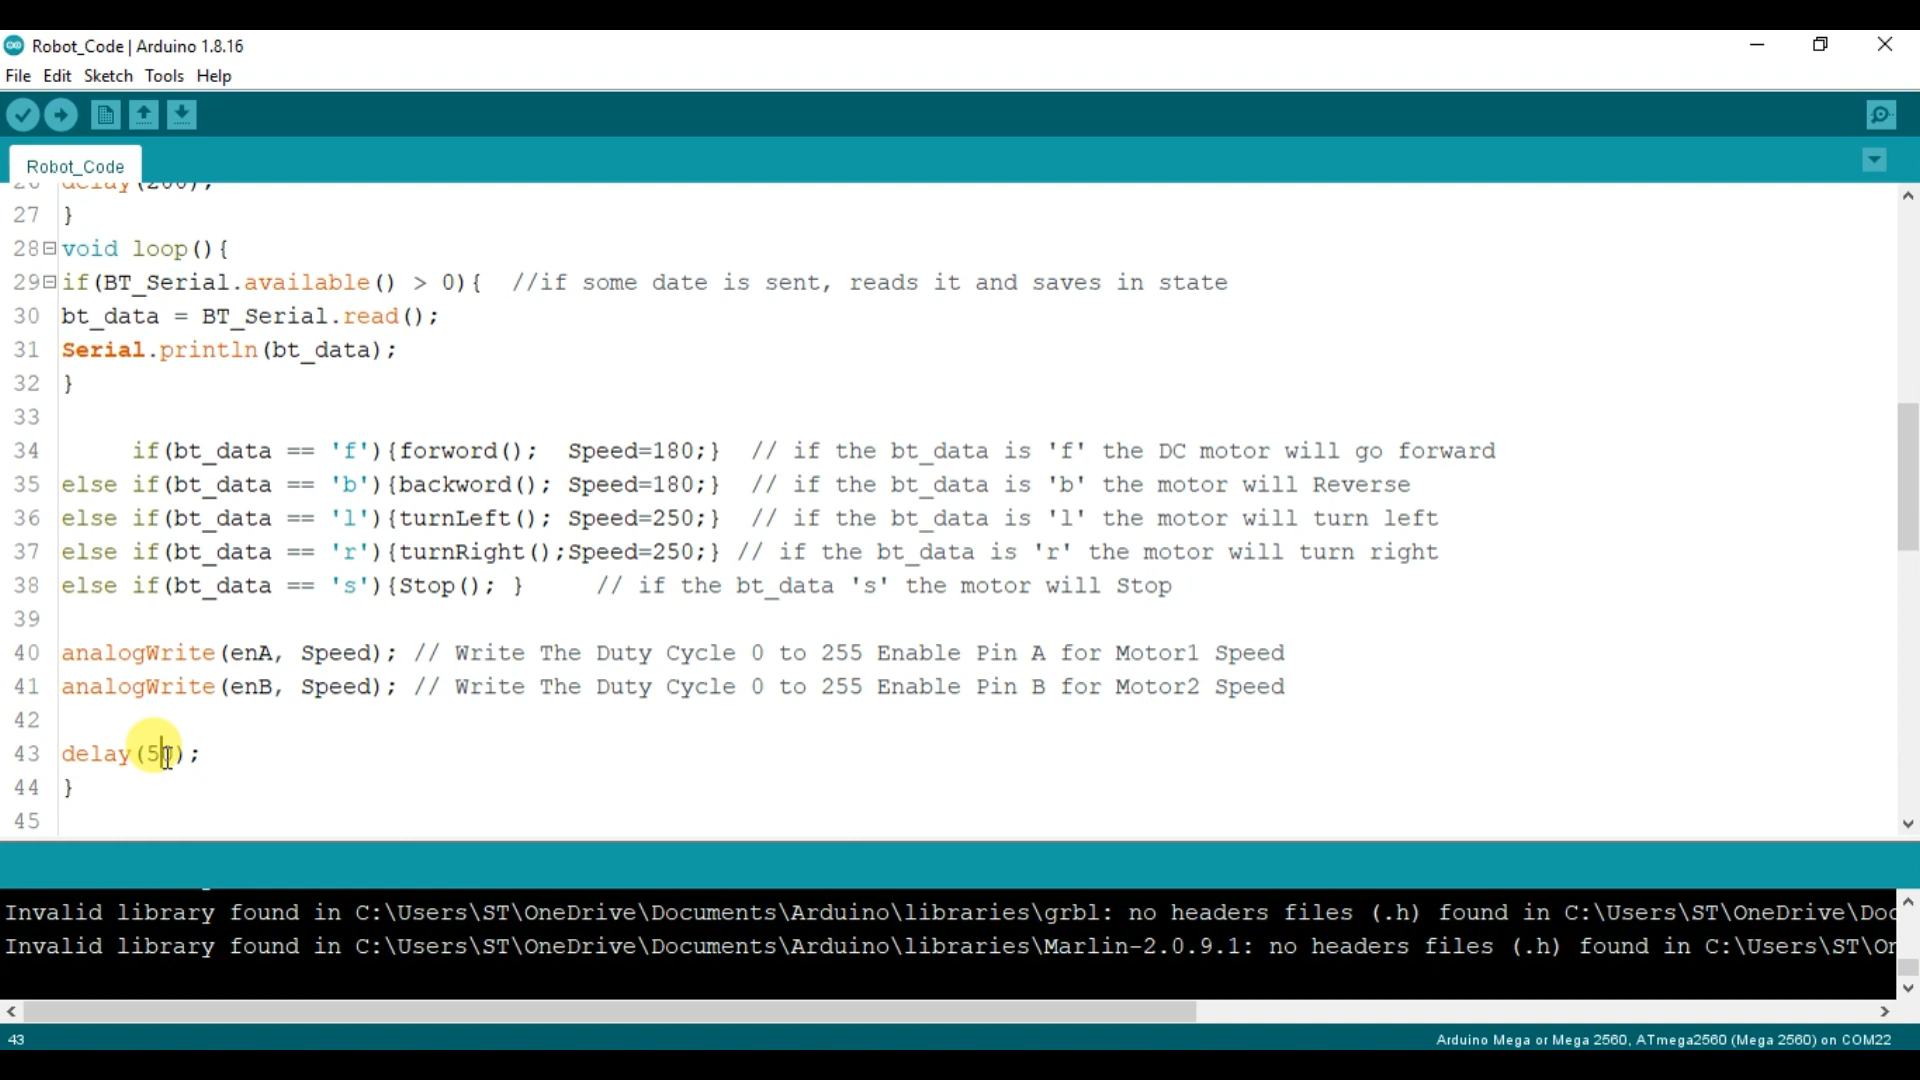 Robot_Code | Arduino 1.8.16
File Edit Sketch Tools Help
Robot_Code
26 delay(200);
27 }
28 void loop(){
29 if(BT_Serial.available() > 0){  //if some date is sent, reads it and saves in state
30 bt_data = BT_Serial.read();
31 Serial.println(bt_data);
32 }
33
34      if(bt_data == 'f'){forword();  Speed=180;}  // if the bt_data is 'f' the DC motor will go forward
35 else if(bt_data == 'b'){backword(); Speed=180;}  // if the bt_data is 'b' the motor will Reverse
36 else if(bt_data == 'l'){turnLeft(); Speed=250;}  // if the bt_data is 'l' the motor will turn left
37 else if(bt_data == 'r'){turnRight();Speed=250;} // if the bt_data is 'r' the motor will turn right
38 else if(bt_data == 's'){Stop(); }     // if the bt_data 's' the motor will Stop
39
40 analogWrite(enA, Speed); // Write The Duty Cycle 0 to 255 Enable Pin A for Motor1 Speed
41 analogWrite(enB, Speed); // Write The Duty Cycle 0 to 255 Enable Pin B for Motor2 Speed
42
43 delay(50);
44 }
45
Invalid library found in C:\Users\ST\OneDrive\Documents\Arduino\libraries\grbl: no headers files (.h) found in C:\Users\ST\OneDrive\Doc
Invalid library found in C:\Users\ST\OneDrive\Documents\Arduino\libraries\Marlin-2.0.9.1: no headers files (.h) found in C:\Users\ST\On
43 Arduino Mega or Mega 2560, ATmega2560 (Mega 2560) on COM22